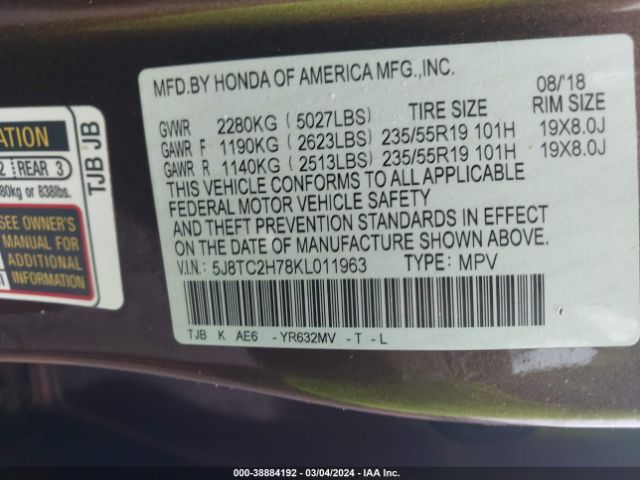 ATION
2 REAR 3
80kg or 838lbs.
SEE OWNER'S
MANUAL FOR
ADDITIONAL
INFORMATION
TJB JB
MFD.BY HONDA OF AMERICA MFG.,INC.
08/'18
GVWR 2280KG (5027LBS) TIRE SIZE RIM SIZE
GAWR F 1190KG (2623LBS) 235/55R19 101H 19X8.0J
GAWR R 1140KG (2513LBS) 235/55R19 101H 19X8.0J
THIS VEHICLE CONFORMS TO ALL APPLICABLE
FEDERAL MOTOR VEHICLE SAFETY
AND THEFT PREVENTION STANDARDS IN EFFECT
ON THE DATE OF MANUFACTURE SHOWN ABOVE.
V.I.N.: 5J8TC2H78KL011963 TYPE: MPV
TJB K AE6 - YR632MV - T - L
000-38884192 - 03/04/2024 - IAA, Inc.